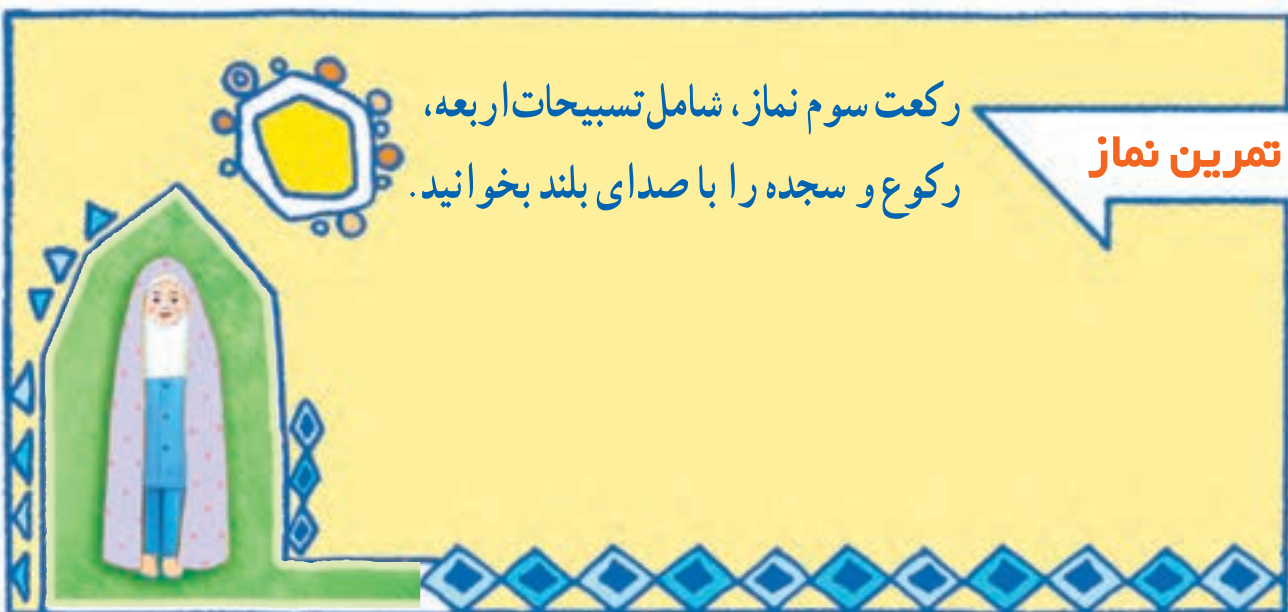 تمرین نماز
رکعت سوم نماز، شامل تسبیحات اربعه،
رکوع و سجده را با صدای بلند بخوانید.